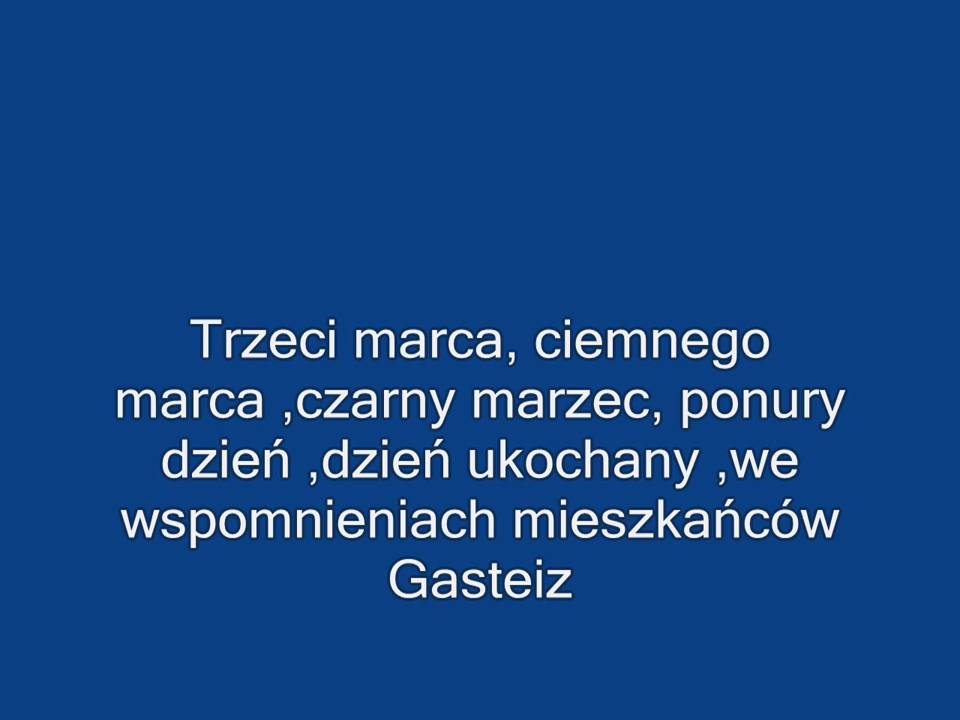 Trzeci marca, ciemnego
marca ,czarny marzec, ponury
dzień ,dzień ukochany ,we
wspomnieniach mieszkańców
Gasteiz